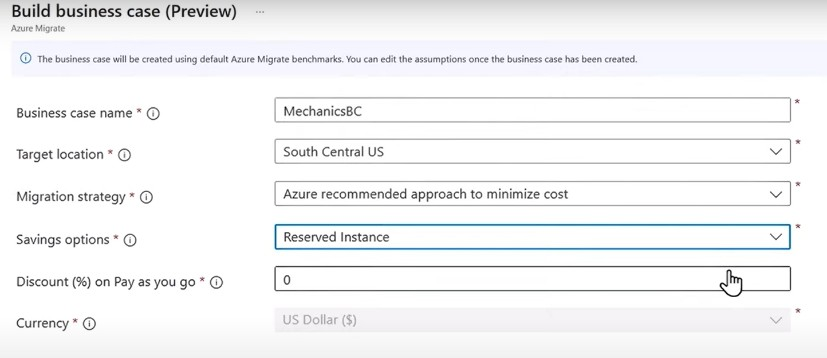 Build business case (Preview) ...
Azure Migrate
The business case will be created using default Azure Migrate benchmarks. You can edit the assumptions once the business case has been created.
Business case name * MechanicsBC *
Target location * South Central US *
Migration strategy * Azure recommended approach to minimize cost *
Savings options * Reserved Instance *
Discount (%) on Pay as you go * 0
Currency * US Dollar ($) *